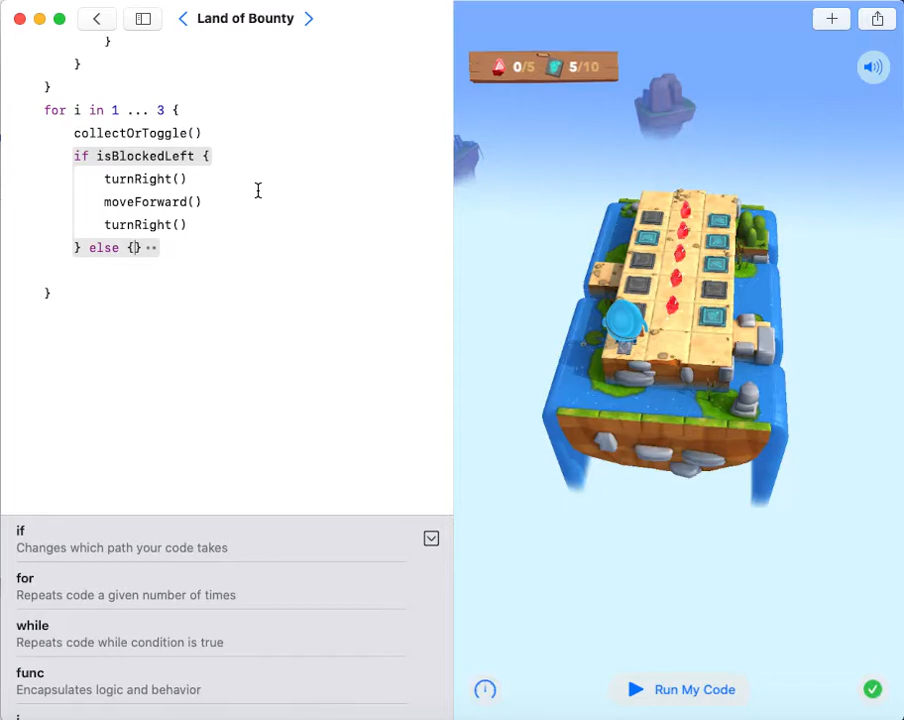 Land of Bounty
}
}
}
for i in 1 ... 3 {
collectOrToggle()
if isBlockedLeft {
turnRight()
moveForward()
turnRight()
} else {}
}
0/5 5/10
if
Changes which path your code takes
for
Repeats code a given number of times
while
Repeats code while condition is true
func
Encapsulates logic and behavior
Run My Code